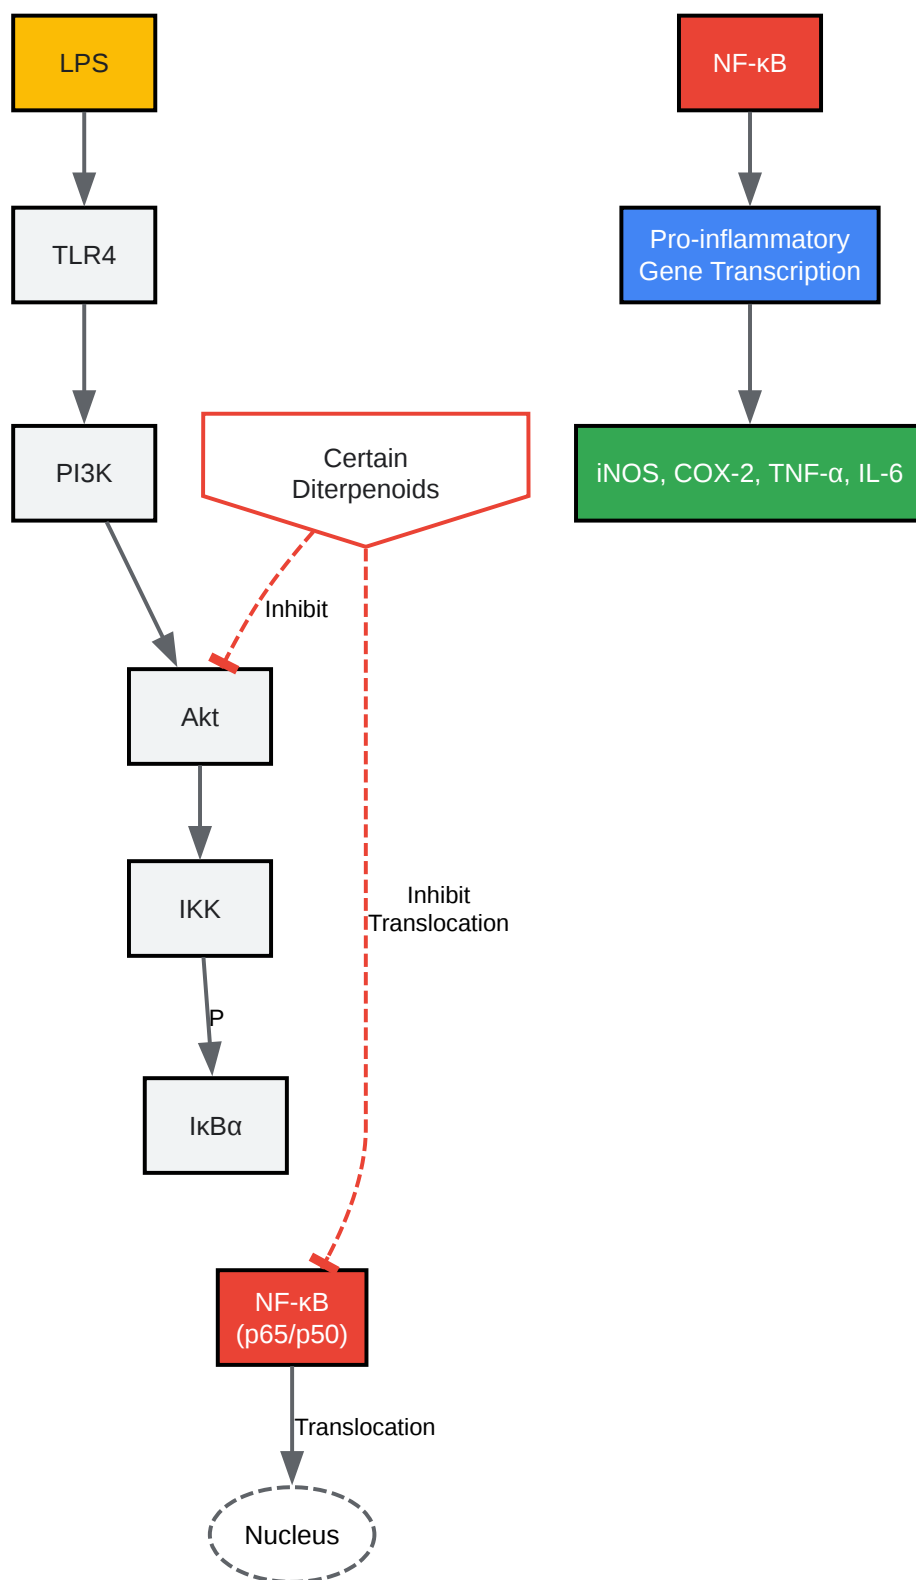 LPS
NF-κB
TLR4
Pro-inflammatory
Gene Transcription
PI3K
Certain
Diterpenoids
iNOS, COX-2, TNF-α, IL-6
Inhibit
Akt
IKK
Inhibit
Translocation
P
IκBα
NF-κB
(p65/p50)
Translocation
Nucleus